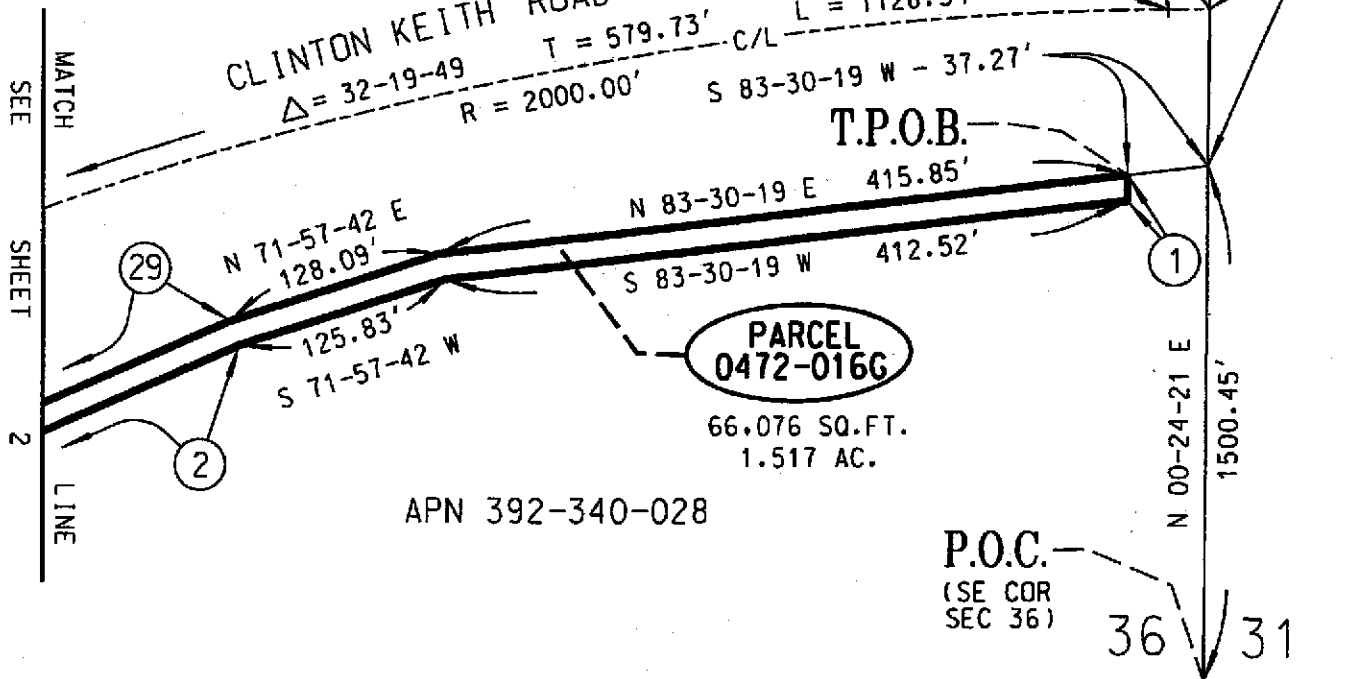 CLINTON KEITH ROAD
Δ = 32-19-49
T = 579.73'
C/L
R = 2000.00'
S 83-30-19 W - 37.27'
T.P.O.B.
N 83-30-19 E 415.85'
S 83-30-19 W 412.52'
1
N 71-57-42 E
128.09'
29
125.83'
S 71-57-42 W
2
PARCEL
0472-016G
66,076 SQ.FT.
1.517 AC.
APN 392-340-028
N 00-24-21 E
1500.45'
P.O.C.
(SE COR
SEC 36)
36 31
MATCH LINE
SEE SHEET 2